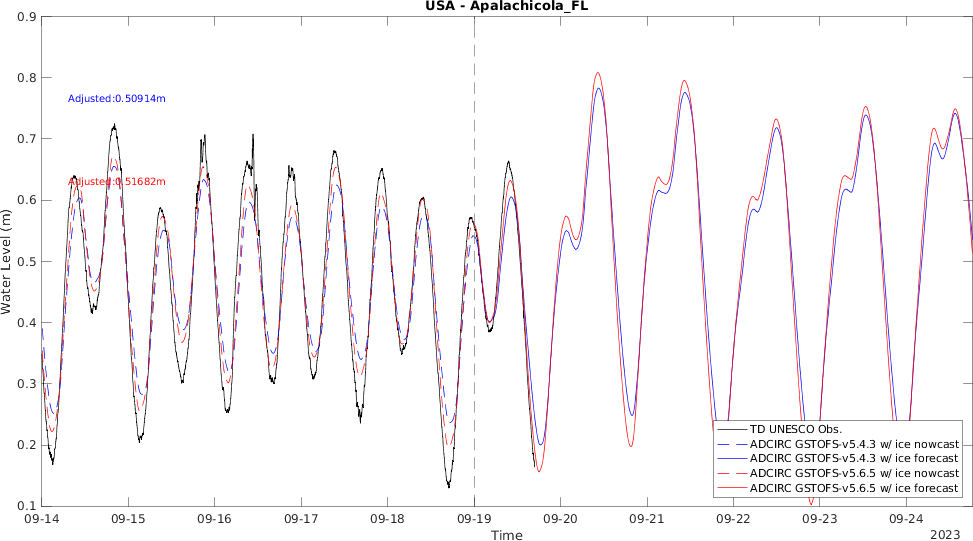 USA - Apalachicola_FL
0.9
0.8
0.7
0.6
0.5
0.4
0.3
0.2
0.1
Water Level (m)
Adjusted:0.50914m
Adjusted:0.51682m
TD UNESCO Obs.
ADCIRC GSTOFS-v5.4.3 w/ ice nowcast
ADCIRC GSTOFS-v5.4.3 w/ ice forecast
ADCIRC GSTOFS-v5.6.5 w/ ice nowcast
ADCIRC GSTOFS-v5.6.5 w/ ice forecast
09-14 09-15 09-16 09-17 09-18 09-19 09-20 09-21 09-22 09-23 09-24
Time
2023